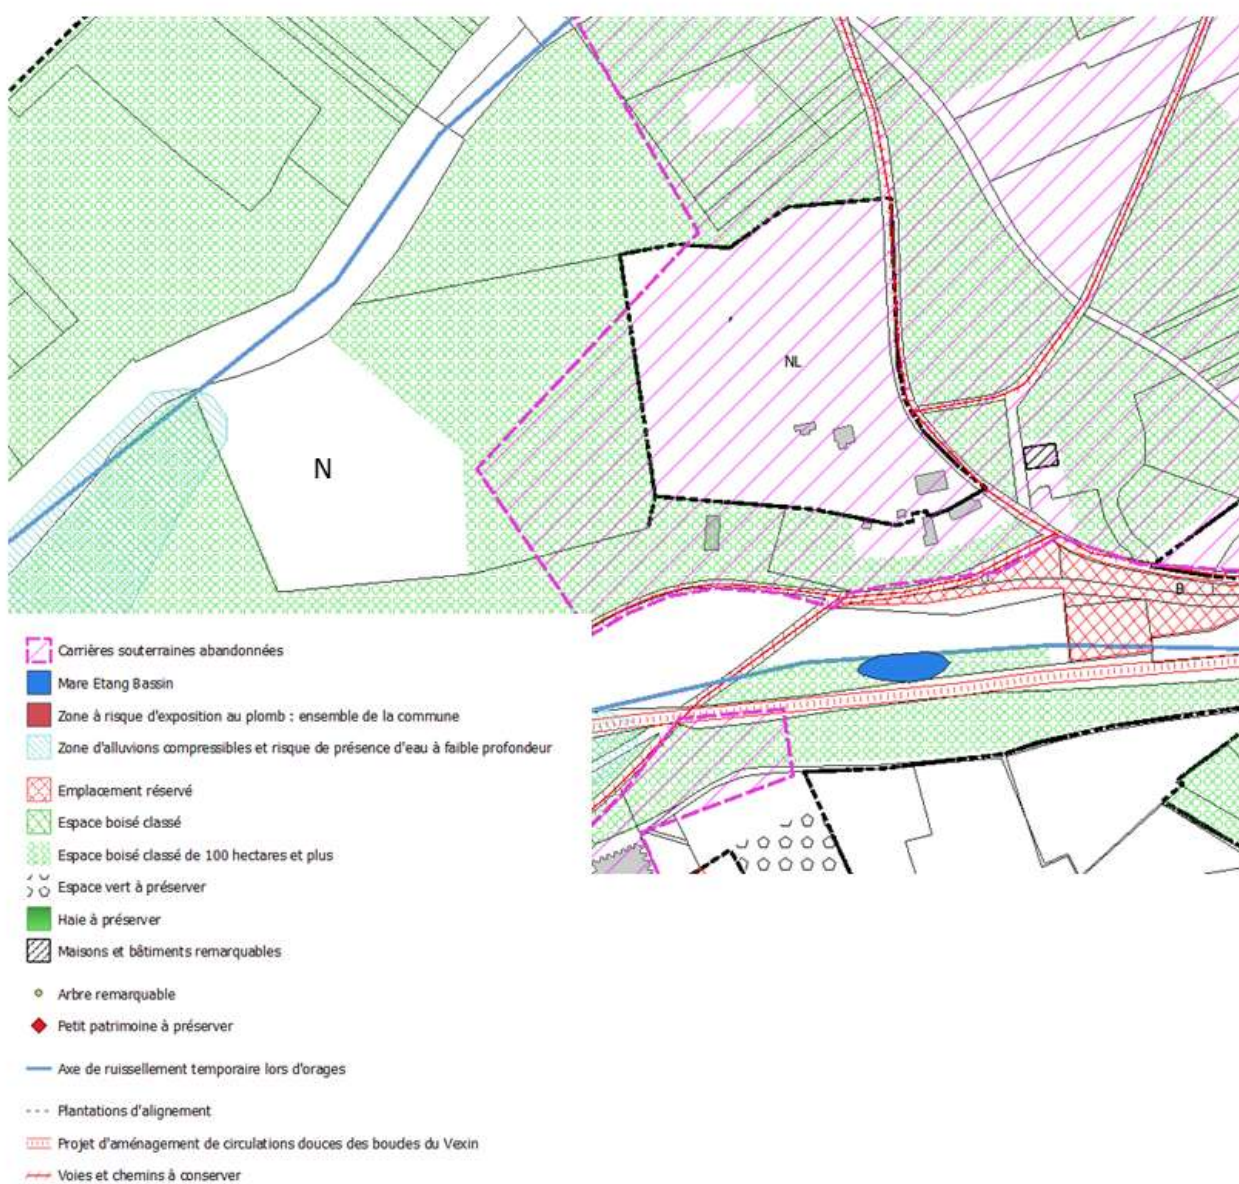 NL
N
B
Carrières souterraines abandonnées
Mare Etang Bassin
Zone à risque d'exposition au plomb : ensemble de la commune
Zone d'alluvions compressibles et risque de présence d'eau à faible profondeur
Emplacement réservé
Espace boisé classé
Espace boisé classé de 100 hectares et plus
Espace vert à préserver
Haie à préserver
Maisons et bâtiments remarquables
Arbre remarquable
Petit patrimoine à préserver
Axe de ruissellement temporaire lors d'orages
Plantations d'alignement
Projet d'aménagement de circulations douces des boucles du Vexin
Voies et chemins à conserver